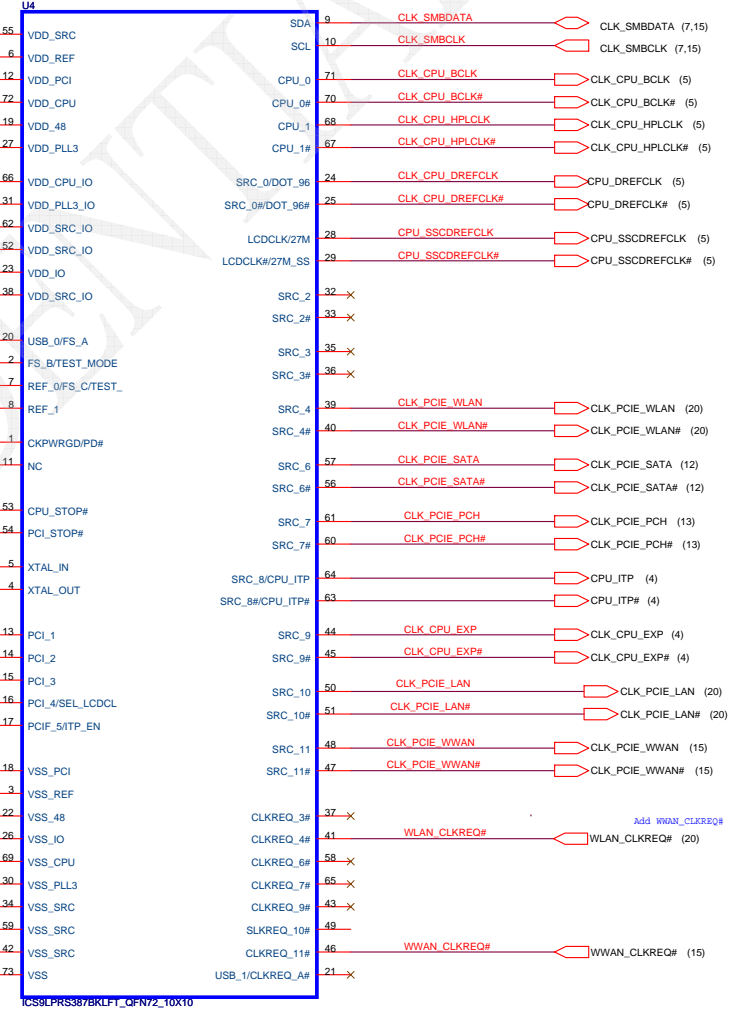 U4
SDA 9 CLK_SMBDATA CLK_SMBDATA (7,15)
55 VDD_SRC
SCL 10 CLK_SMBCLK CLK_SMBCLK (7,15)
6 VDD_REF
12 VDD_PCI CPU_0 71 CLK_CPU_BCLK CLK_CPU_BCLK (5)
72 VDD_CPU CPU_0# 70 CLK_CPU_BCLK# CLK_CPU_BCLK# (5)
19 VDD_48 CPU_1 68 CLK_CPU_HPLCLK CLK_CPU_HPLCLK (5)
27 VDD_PLL3 CPU_1# 67 CLK_CPU_HPLCLK# CLK_CPU_HPLCLK# (5)
66 VDD_CPU_IO SRC_0/DOT_96 24 CLK_CPU_DREFCLK CPU_DREFCLK (5)
31 VDD_PLL3_IO SRC_0#/DOT_96# 25 CLK_CPU_DREFCLK# CPU_DREFCLK# (5)
62 VDD_SRC_IO
LCDCLK/27M 28 CPU_SSCDREFCLK CPU_SSCDREFCLK (5)
52 VDD_SRC_IO
LCDCLK#/27M_SS 29 CPU_SSCDREFCLK# CPU_SSCDREFCLK# (5)
23 VDD_IO
38 VDD_SRC_IO SRC_2 32
SRC_2# 33
20 USB_0/FS_A
SRC_3 35
2 FS_B/TEST_MODE
SRC_3# 36
7 REF_0/FS_C/TEST_
8 REF_1 SRC_4 39 CLK_PCIE_WLAN CLK_PCIE_WLAN (20)
SRC_4# 40 CLK_PCIE_WLAN# CLK_PCIE_WLAN# (20)
1 CKPWRGD/PD#
11 NC SRC_6 57 CLK_PCIE_SATA CLK_PCIE_SATA (12)
SRC_6# 56 CLK_PCIE_SATA# CLK_PCIE_SATA# (12)
53 CPU_STOP#
SRC_7 61 CLK_PCIE_PCH CLK_PCIE_PCH (13)
54 PCI_STOP#
SRC_7# 60 CLK_PCIE_PCH# CLK_PCIE_PCH# (13)
5 XTAL_IN
SRC_8/CPU_ITP 64 CPU_ITP (4)
4 XTAL_OUT
SRC_8#/CPU_ITP# 63 CPU_ITP# (4)
13 PCI_1 SRC_9 44 CLK_CPU_EXP CLK_CPU_EXP (4)
14 PCI_2 SRC_9# 45 CLK_CPU_EXP# CLK_CPU_EXP# (4)
15 PCI_3
SRC_10 50 CLK_PCIE_LAN CLK_PCIE_LAN (20)
16 PCI_4/SEL_LCDCL
SRC_10# 51 CLK_PCIE_LAN# CLK_PCIE_LAN# (20)
17 PCIF_5/ITP_EN
SRC_11 48 CLK_PCIE_WWAN CLK_PCIE_WWAN (15)
18 VSS_PCI SRC_11# 47 CLK_PCIE_WWAN# CLK_PCIE_WWAN# (15)
3 VSS_REF
22 VSS_48 CLKREQ_3# 37
Add WWAN_CLKREQ#
26 VSS_IO CLKREQ_4# 41 WLAN_CLKREQ# WLAN_CLKREQ# (20)
69 VSS_CPU CLKREQ_6# 58
30 VSS_PLL3 CLKREQ_7# 65
34 VSS_SRC CLKREQ_9# 43
59 VSS_SRC SLKREQ_10# 49
42 VSS_SRC CLKREQ_11# 46 WWAN_CLKREQ# WWAN_CLKREQ# (15)
73 VSS USB_1/CLKREQ_A# 21
ICS9LPRS387BKLFT_QFN72_10X10